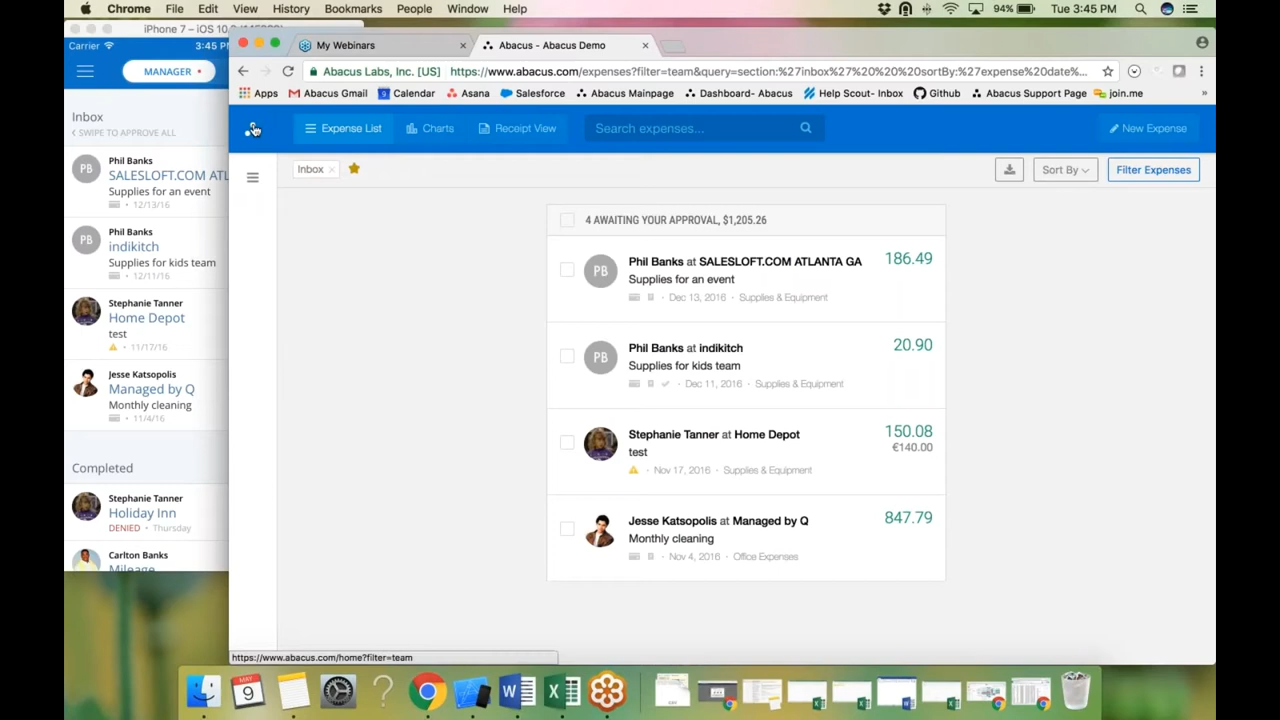 Chrome File Edit View History Bookmarks People Window Help
94% Tue 3:45 PM
Carrier 3:45 P
MANAGER
Inbox
< SWIPE TO APPROVE ALL
PB
Phil Banks
SALESLOFT.COM ATL
Supplies for an event
12/13/16
PB
Phil Banks
indikitch
Supplies for kids team
12/11/16
Stephanie Tanner
Home Depot
test
11/17/16
Jesse Katsopolis
Managed by Q
Monthly cleaning
11/4/16
Completed
Stephanie Tanner
Holiday Inn
DENIED • Thursday
Carlton Banks
Mileage
My Webinars × Abacus - Abacus Demo ×
Abacus Labs, Inc. [US] https://www.abacus.com/expenses?filter=team&query=section:%27inbox%27%20%20%20sortBy:%27expense%20date%...
Apps Abacus Gmail Calendar Asana Salesforce Abacus Mainpage Dashboard- Abacus Help Scout- Inbox Github Abacus Support Page join.me »
Expense List Charts Receipt View Search expenses... New Expense
Inbox × Sort By Filter Expenses
4 AWAITING YOUR APPROVAL, $1,205.26
PB
Phil Banks at SALESLOFT.COM ATLANTA GA 186.49
Supplies for an event
• Dec 13, 2016 • Supplies & Equipment
PB
Phil Banks at indikitch 20.90
Supplies for kids team
• Dec 11, 2016 • Supplies & Equipment
Stephanie Tanner at Home Depot 150.08
test €140.00
• Nov 17, 2016 • Supplies & Equipment
Jesse Katsopolis at Managed by Q 847.79
Monthly cleaning
• Nov 4, 2016 • Office Expenses
https://www.abacus.com/home?filter=team
MAY
9